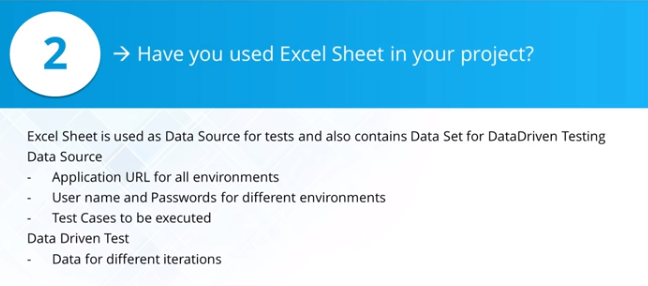 2
→ Have you used Excel Sheet in your project?
Excel Sheet is used as Data Source for tests and also contains Data Set for DataDriven Testing
Data Source
- Application URL for all environments
- User name and Passwords for different environments
- Test Cases to be executed
Data Driven Test
- Data for different iterations